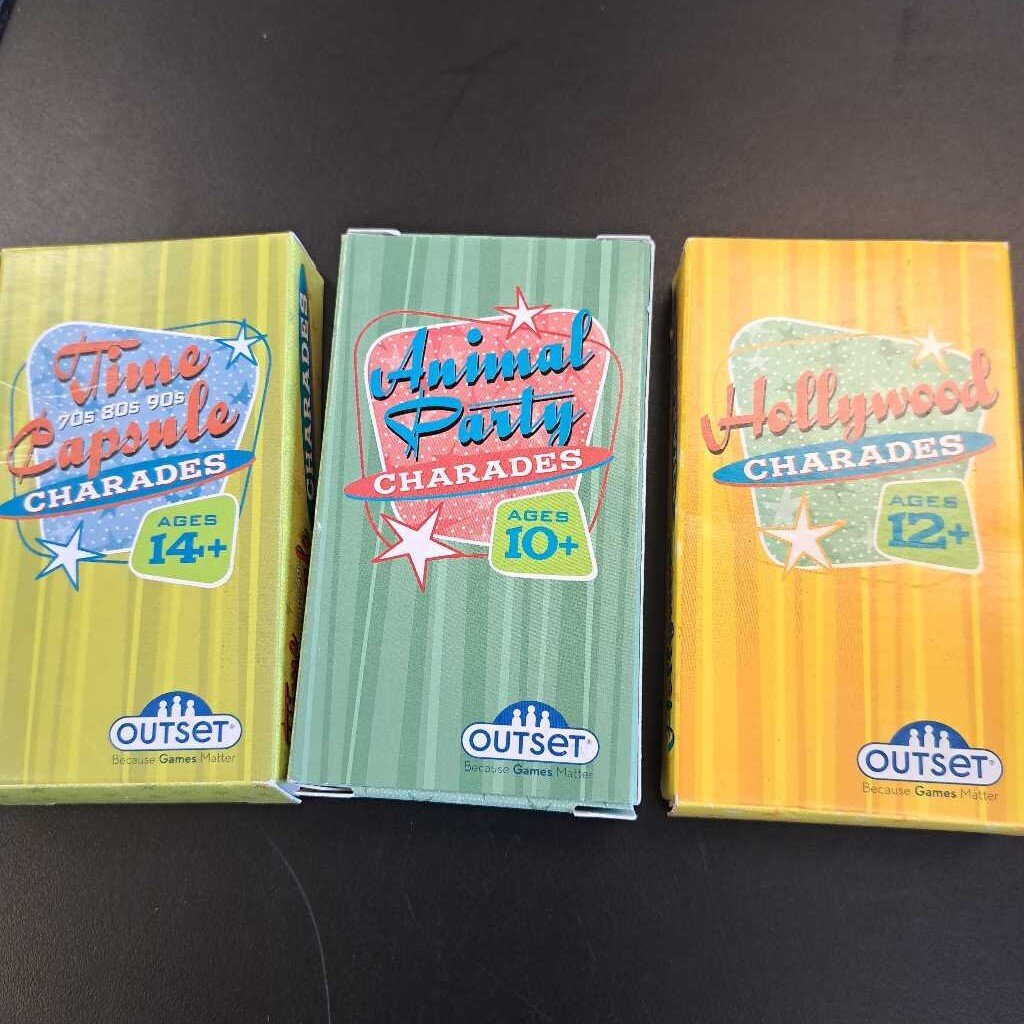 Time
70s 80s 90s
Capsule
CHARADES
AGES
14+
OUTSET
Because Games Matter
CHARADES
Animal
Party
CHARADES
AGES
10+
OUTSET
Because Games Matter
Hollywood
CHARADES
AGES
12+
OUTSET
Because Games Matter